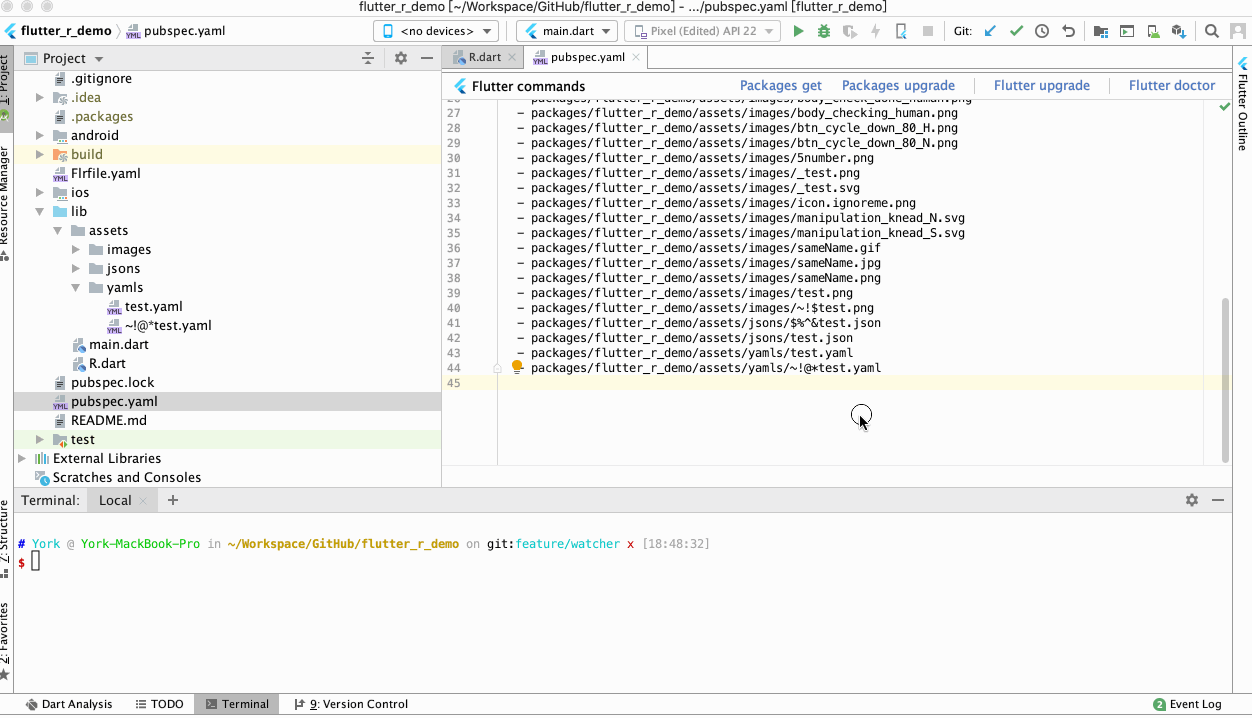 flutter_r_demo [~/Workspace/GitHub/flutter_r_demo] - .../pubspec.yaml [flutter_r_demo]
flutter_r_demo pubspec.yaml <no devices> main.dart Pixel (Edited) API 22 Git:
1: Project
Resource Manager
7: Structure
2: Favorites
Project
.gitignore
.idea
.packages
android
build
Flrfile.yaml
ios
lib
assets
images
jsons
yamls
test.yaml
~!@*test.yaml
main.dart
R.dart
pubspec.lock
pubspec.yaml
README.md
test
External Libraries
Scratches and Consoles
R.dart pubspec.yaml
Flutter commands Packages get Packages upgrade Flutter upgrade Flutter doctor
26 - packages/flutter_r_demo/assets/images/body_check_done_human.png
27 - packages/flutter_r_demo/assets/images/body_checking_human.png
28 - packages/flutter_r_demo/assets/images/btn_cycle_down_80_H.png
29 - packages/flutter_r_demo/assets/images/btn_cycle_down_80_N.png
30 - packages/flutter_r_demo/assets/images/5number.png
31 - packages/flutter_r_demo/assets/images/_test.png
32 - packages/flutter_r_demo/assets/images/_test.svg
33 - packages/flutter_r_demo/assets/images/icon.ignoreme.png
34 - packages/flutter_r_demo/assets/images/manipulation_knead_N.svg
35 - packages/flutter_r_demo/assets/images/manipulation_knead_S.svg
36 - packages/flutter_r_demo/assets/images/sameName.gif
37 - packages/flutter_r_demo/assets/images/sameName.jpg
38 - packages/flutter_r_demo/assets/images/sameName.png
39 - packages/flutter_r_demo/assets/images/test.png
40 - packages/flutter_r_demo/assets/images/~!$test.png
41 - packages/flutter_r_demo/assets/jsons/$%^&test.json
42 - packages/flutter_r_demo/assets/jsons/test.json
43 - packages/flutter_r_demo/assets/yamls/test.yaml
44 - packages/flutter_r_demo/assets/yamls/~!@*test.yaml
45
Flutter Outline
Terminal: Local +
# York @ York-MackBook-Pro in ~/Workspace/GitHub/flutter_r_demo on git:feature/watcher x [18:48:32]
$
Dart Analysis TODO Terminal 9: Version Control 2 Event Log